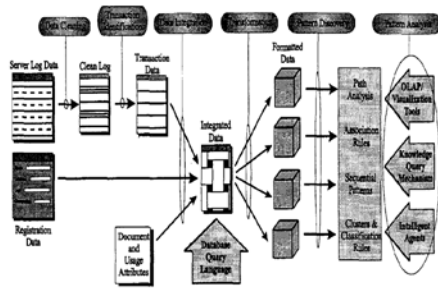 Data Cleaning
Transaction
Identification
Data Integration
Transformation
Pattern Discovery
Pattern Analysis
Server Log Data
Clean Log
Transaction
Data
Formatted
Data
Integrated
Data
Registration
Data
Document
and
Usage
Attributes
Database
Query
Language
Path
Analysis
Association
Rules
Sequential
Patterns
Clusters &
Classification
Rules
OLAP/
Visualization
Tools
Knowledge
Query
Mechanism
Intelligent
Agents